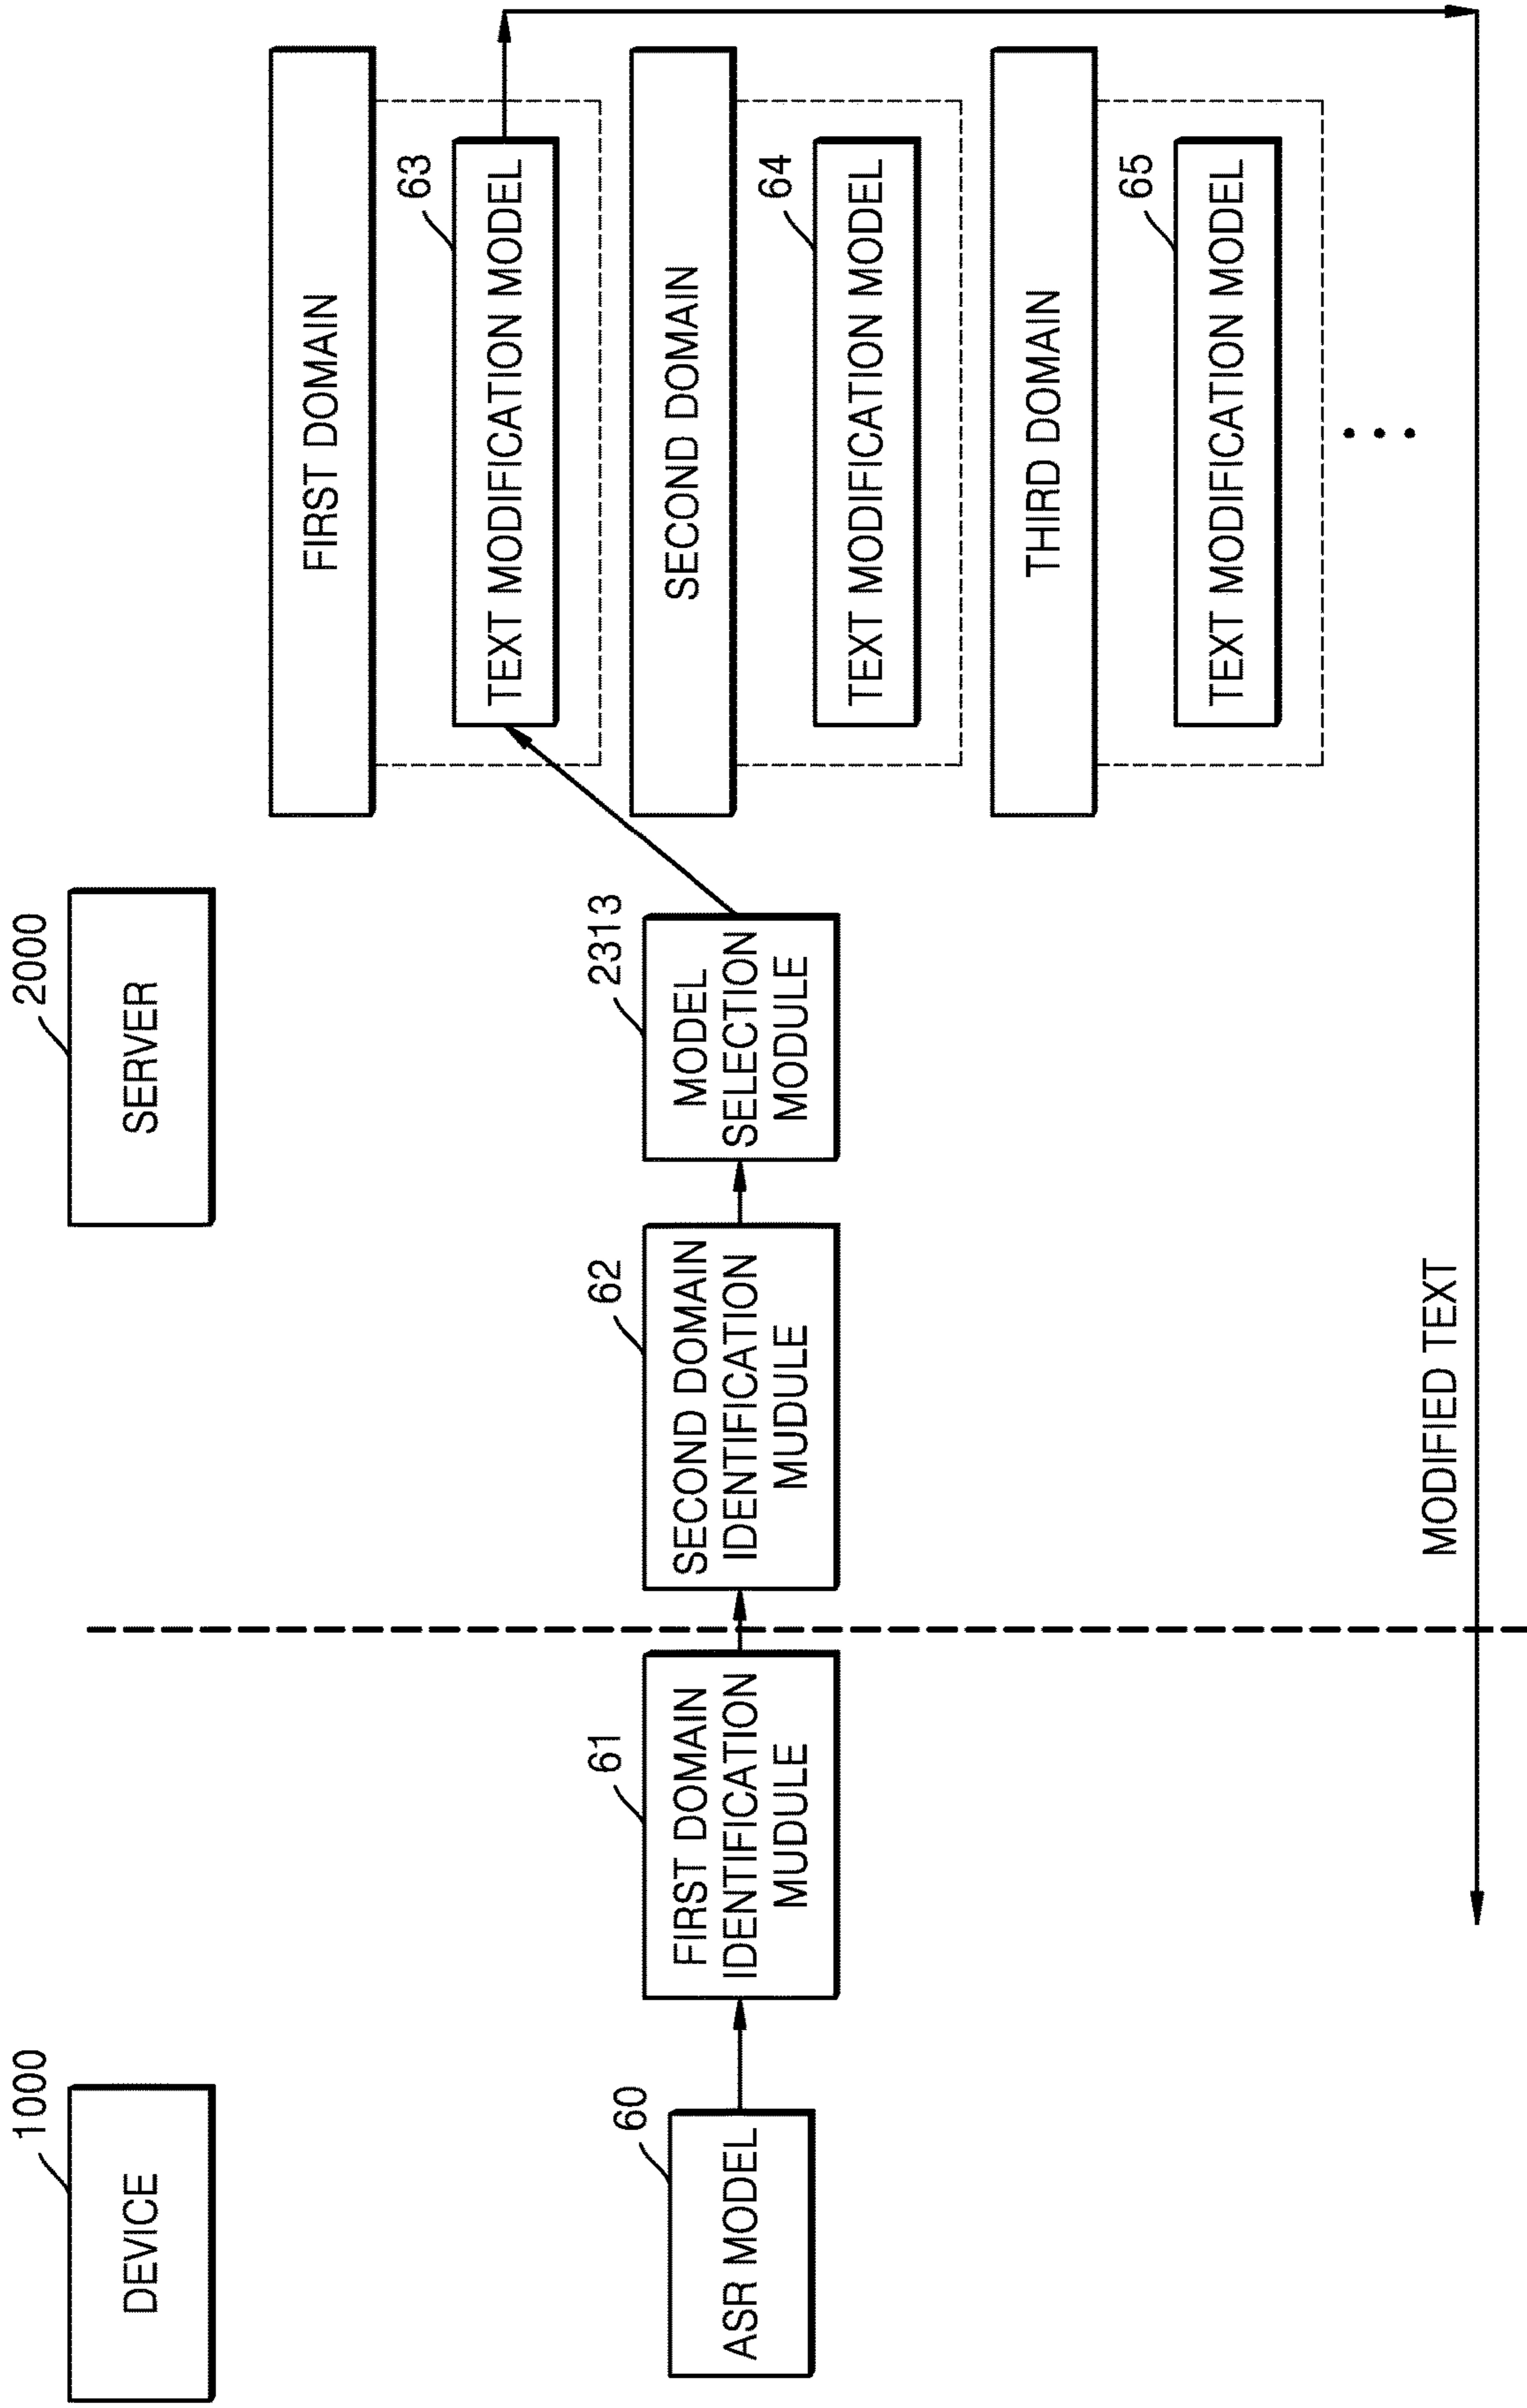 1000
DEVICE
2000
SERVER
60
ASR MODEL
61
FIRST DOMAIN
IDENTIFICATION
MUDULE
62
SECOND DOMAIN
IDENTIFICATION
MUDULE
2313
MODEL
SELECTION
MODULE
FIRST DOMAIN
63
TEXT MODIFICATION MODEL
SECOND DOMAIN
64
TEXT MODIFICATION MODEL
THIRD DOMAIN
65
TEXT MODIFICATION MODEL
MODIFIED TEXT